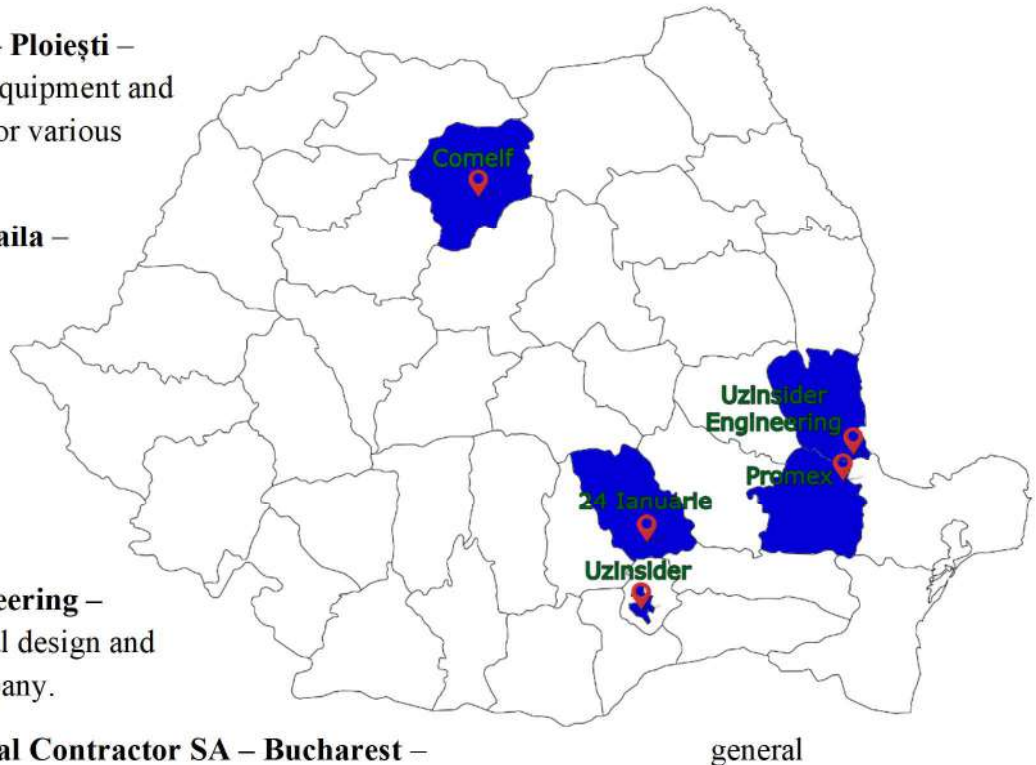 - Ploiești –
quipment and
or various
Comelf
aila –
Uzinsider
Engineering
Promex
24 Ianuarie
Uzinsider
eering –
l design and
any.
al Contractor SA – Bucharest – general